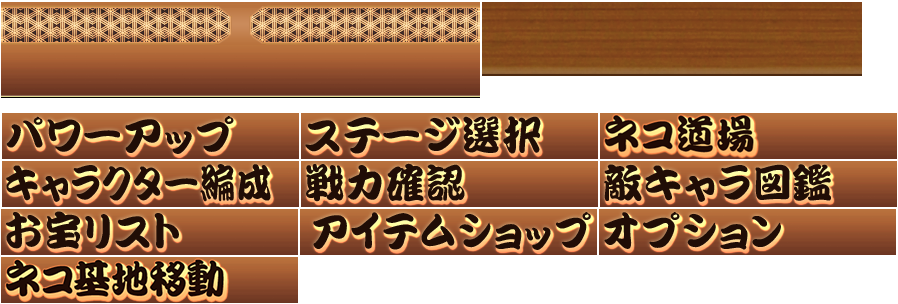 パワーアップ
ステージ選択
ネコ道場
キャラクター編成
戦力確認
敵キャラ図鑑
お宝リスト
アイテムショップ
オプション
ネコ基地移動